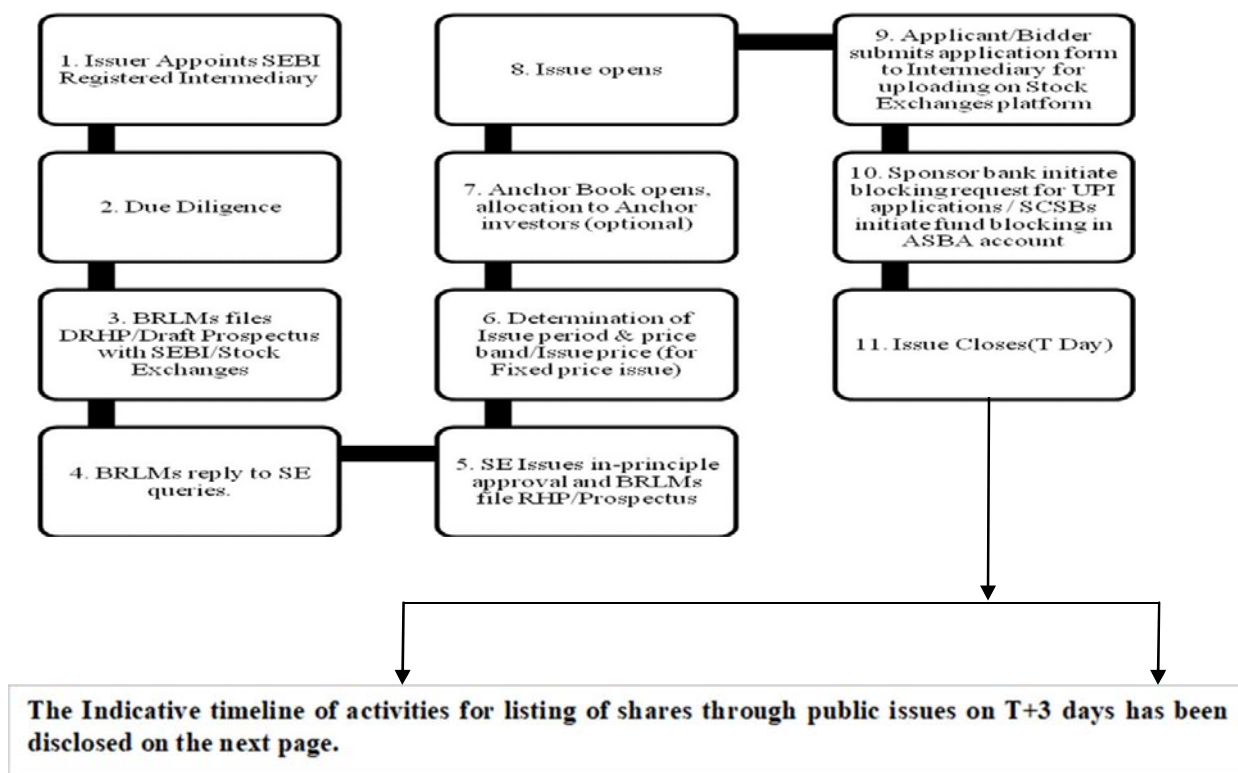 1. Issuer Appoints SEBI
Registered Intermediary
2. Due Diligence
3. BRLMs files
DRHP/Draft Prospectus
with SEBI/Stock
Exchanges
4. BRLMs reply to SE
queries.
5. SE Issues in-principle
approval and BRLMs
file RHP/Prospectus
6. Determination of
Issue period & price
band/Issue price (for
Fixed price issue)
7. Anchor Book opens,
allocation to Anchor
investors (optional)
8. Issue opens
9. Applicant/Bidder
submits application form
to Intermediary for
uploading on Stock
Exchanges platform
10. Sponsor bank initiate
blocking request for UPI
applications / SCSBs
initiate fund blocking in
ASBA account
11. Issue Closes(T Day)
The Indicative timeline of activities for listing of shares through public issues on T+3 days has been
disclosed on the next page.